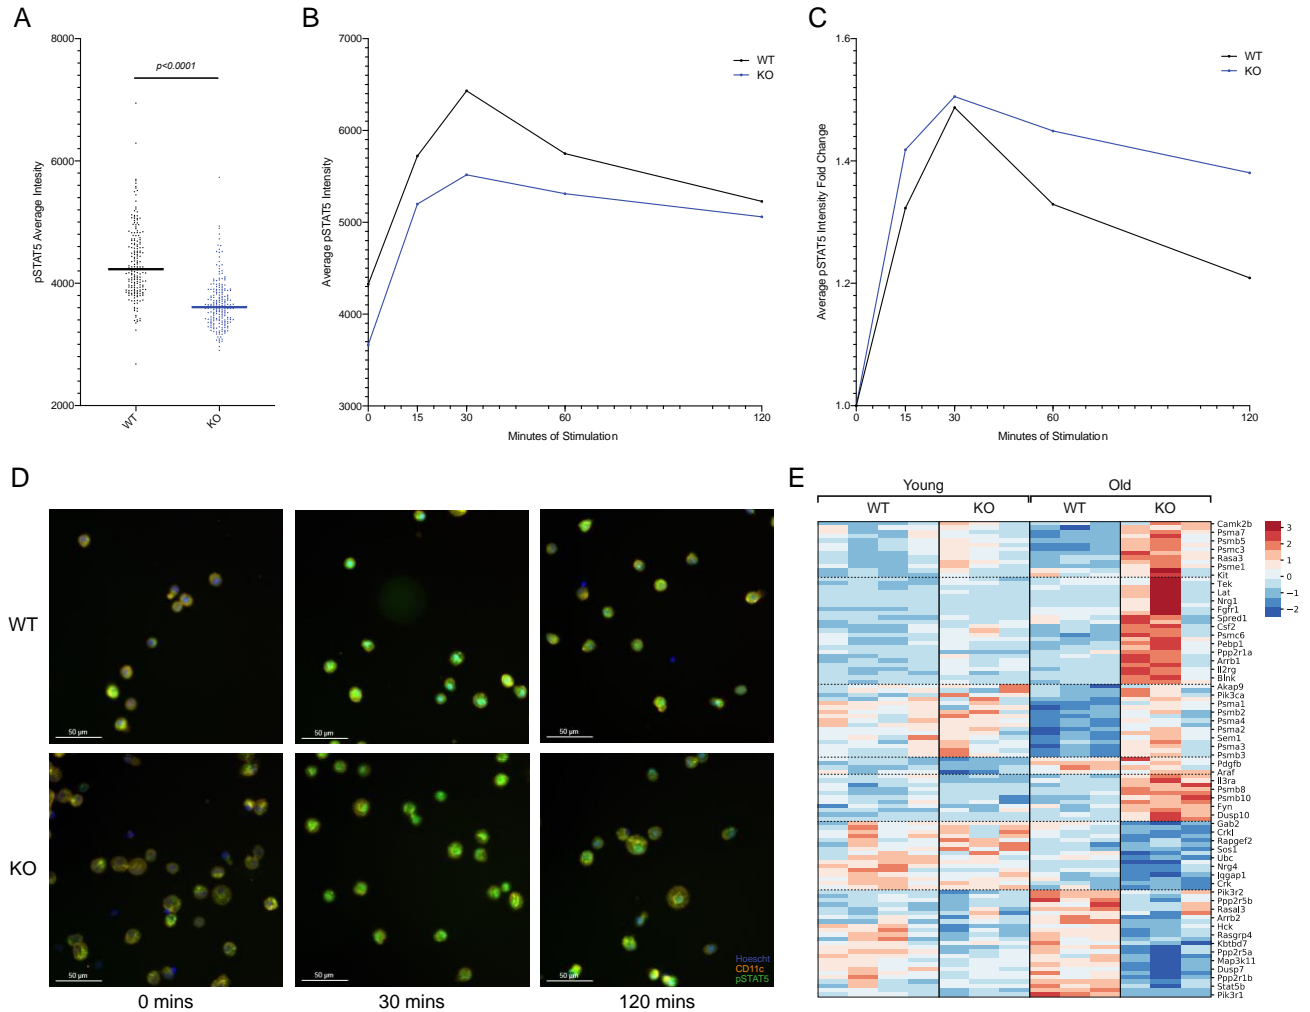 A
8000
6000
4000
2000
pSTAT5 Average Intesity
p<0.0001
WT
KO
B
7000
6000
5000
4000
3000
Average pSTAT5 Intensity
WT
KO
0
15
30
60
120
Minutes of Stimulation
C
1.6
1.4
1.2
1.0
Average pSTAT5 Intensity Fold Change
WT
KO
0
15
30
60
120
Minutes of Stimulation
D
WT
50 μm
50 μm
50 μm
KO
50 μm
50 μm
50 μm
Hoescht
CD11c
pSTAT5
0 mins
30 mins
120 mins
E
Young
Old
WT
KO
WT
KO
Camk2b
Psma7
Psmb5
Psmc3
Rasa3
Psme1
Kit
Tek
Lat
Nrg1
Fgfr1
Spred1
Csf2
Psmc6
Pebp1
Ppp2r1a
Arrb1
Il2rg
Blnk
Akap9
Pik3ca
Psma1
Psmb2
Psma4
Psma2
Sem1
Psma3
Psmb3
Pdgfb
Araf
Il3ra
Psmb8
Psmb10
Fyn
Dusp10
Gab2
Crkl
Rapgef2
Sos1
Ubc
Nrg4
Iqgap1
Crk
Pik3r2
Ppp2r5b
Rasal3
Arrb2
Hck
Rasgrp4
Kbtbd7
Ppp2r5a
Map3k11
Dusp7
Ppp2r1b
Stat5b
Pik3r1
3
2
1
0
−1
−2